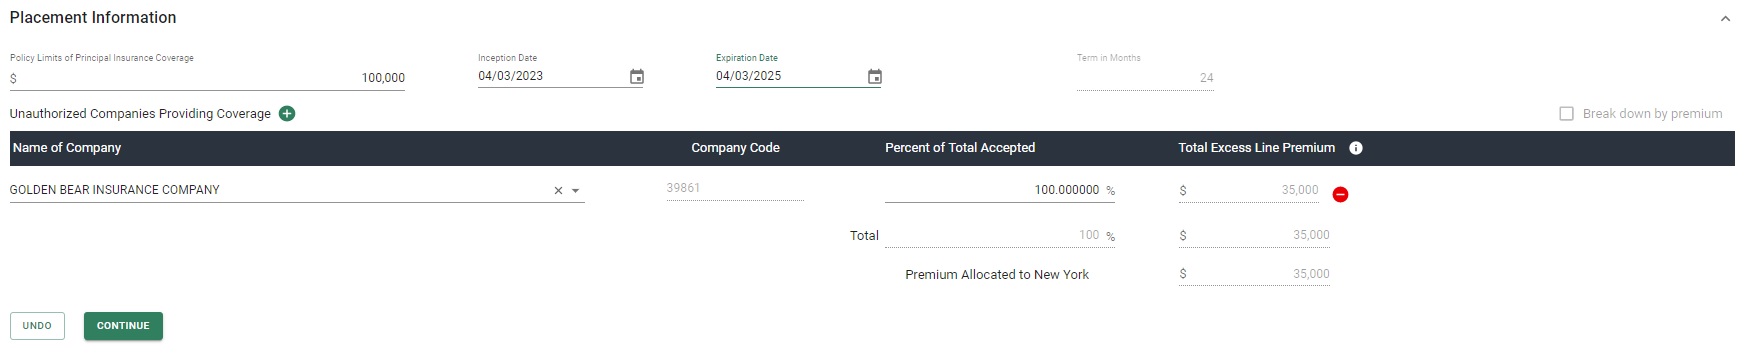 Placement Information
Policy Limits of Principal Insurance Coverage Inception Date Expiration Date Term in Months
$ 100,000 04/03/2023 04/03/2025 24
Unauthorized Companies Providing Coverage Break down by premium
Name of Company Company Code Percent of Total Accepted Total Excess Line Premium
GOLDEN BEAR INSURANCE COMPANY 39861 100.000000 % $ 35,000
Total 100 % $ 35,000
Premium Allocated to New York $ 35,000
UNDO CONTINUE